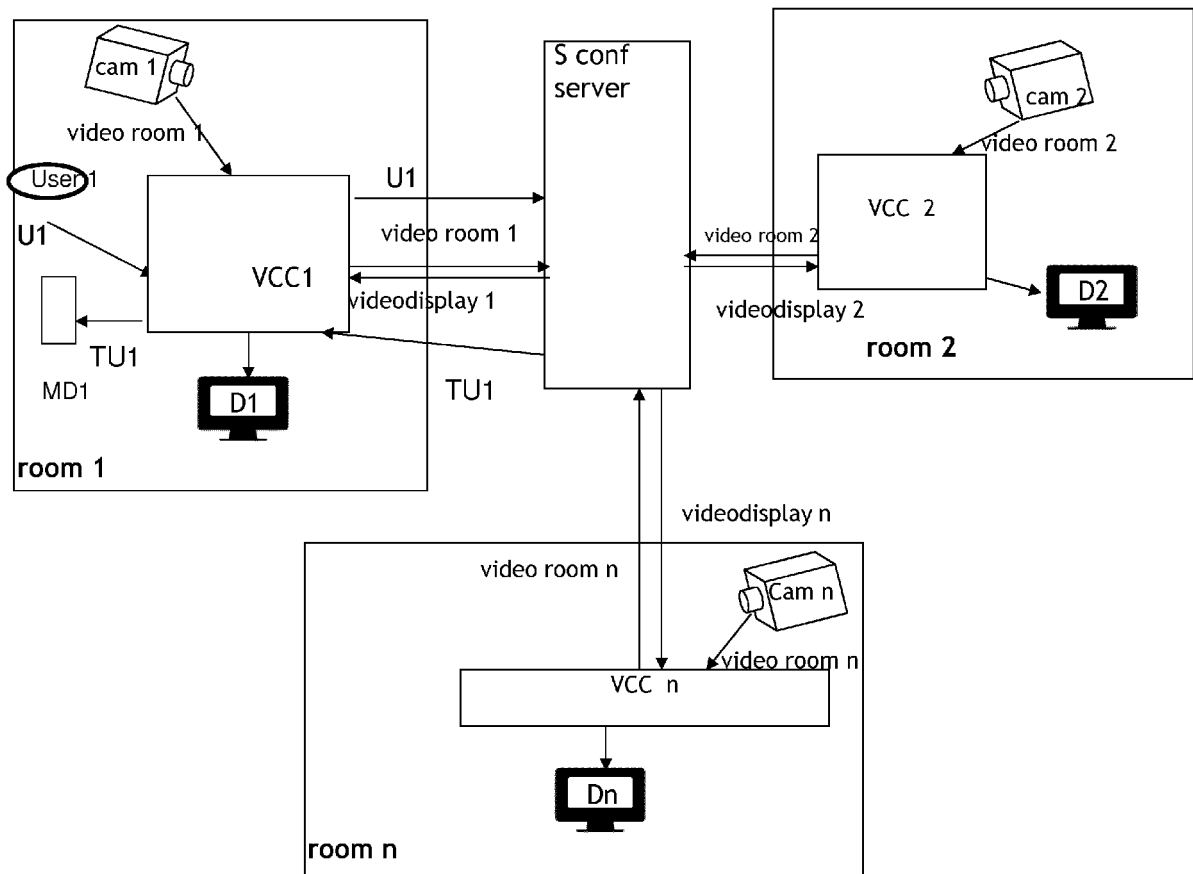 cam 1
video room 1
User 1
U1
MD1
TU1
VCC1
D1
room 1
U1
video room 1
videodisplay 1
TU1
S conf
server
cam 2
video room 2
VCC 2
video room 2
videodisplay 2
D2
room 2
videodisplay n
video room n
Cam n
video room n
VCC n
Dn
room n